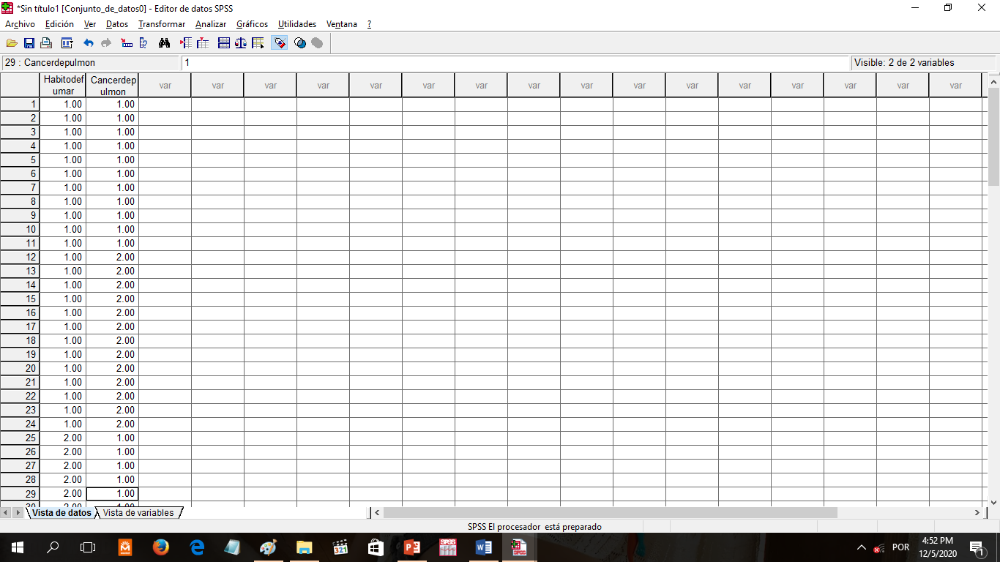 *Sin título1 [Conjunto_de_datos0] - Editor de datos SPSS
Archivo Edición Ver Datos Transformar Analizar Gráficos Utilidades Ventana ?
29 : Cancerdepulmon 1 Visible: 2 de 2 variables
Habitodef Cancerdep
umar ulmon var var var var var var var var var var var var var var var var
1 1.00 1.00
2 1.00 1.00
3 1.00 1.00
4 1.00 1.00
5 1.00 1.00
6 1.00 1.00
7 1.00 1.00
8 1.00 1.00
9 1.00 1.00
10 1.00 1.00
11 1.00 1.00
12 1.00 2.00
13 1.00 2.00
14 1.00 2.00
15 1.00 2.00
16 1.00 2.00
17 1.00 2.00
18 1.00 2.00
19 1.00 2.00
20 1.00 2.00
21 1.00 2.00
22 1.00 2.00
23 1.00 2.00
24 1.00 2.00
25 2.00 1.00
26 2.00 1.00
27 2.00 1.00
28 2.00 1.00
29 2.00 1.00
30 2.00 1.00
Vista de datos Vista de variables
SPSS El procesador está preparado
321 SPSS POR 4:52 PM
12/5/2020 1